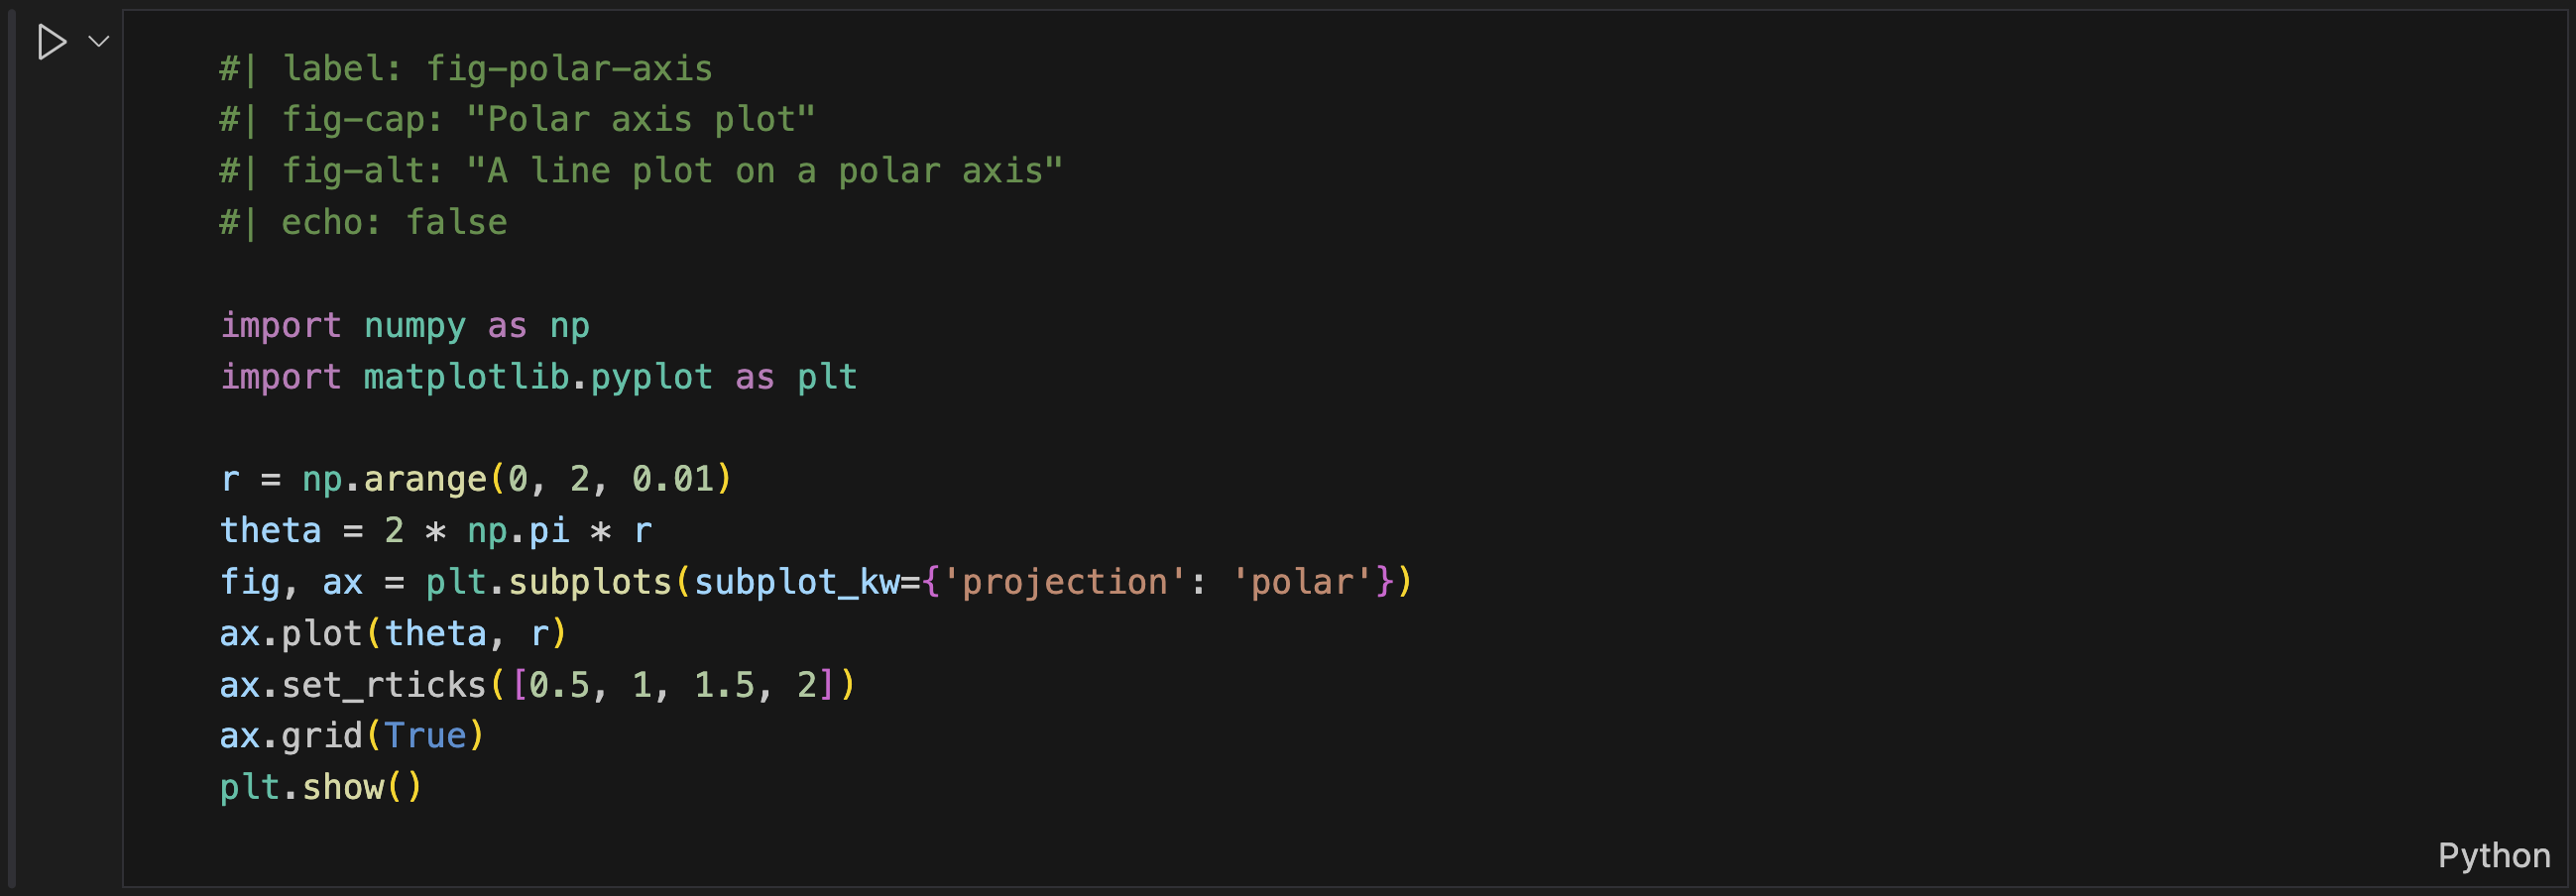 #| label: fig-polar-axis
#| fig-cap: "Polar axis plot"
#| fig-alt: "A line plot on a polar axis"
#| echo: false

import numpy as np
import matplotlib.pyplot as plt

r = np.arange(0, 2, 0.01)
theta = 2 * np.pi * r
fig, ax = plt.subplots(subplot_kw={'projection': 'polar'})
ax.plot(theta, r)
ax.set_rticks([0.5, 1, 1.5, 2])
ax.grid(True)
plt.show()
Python